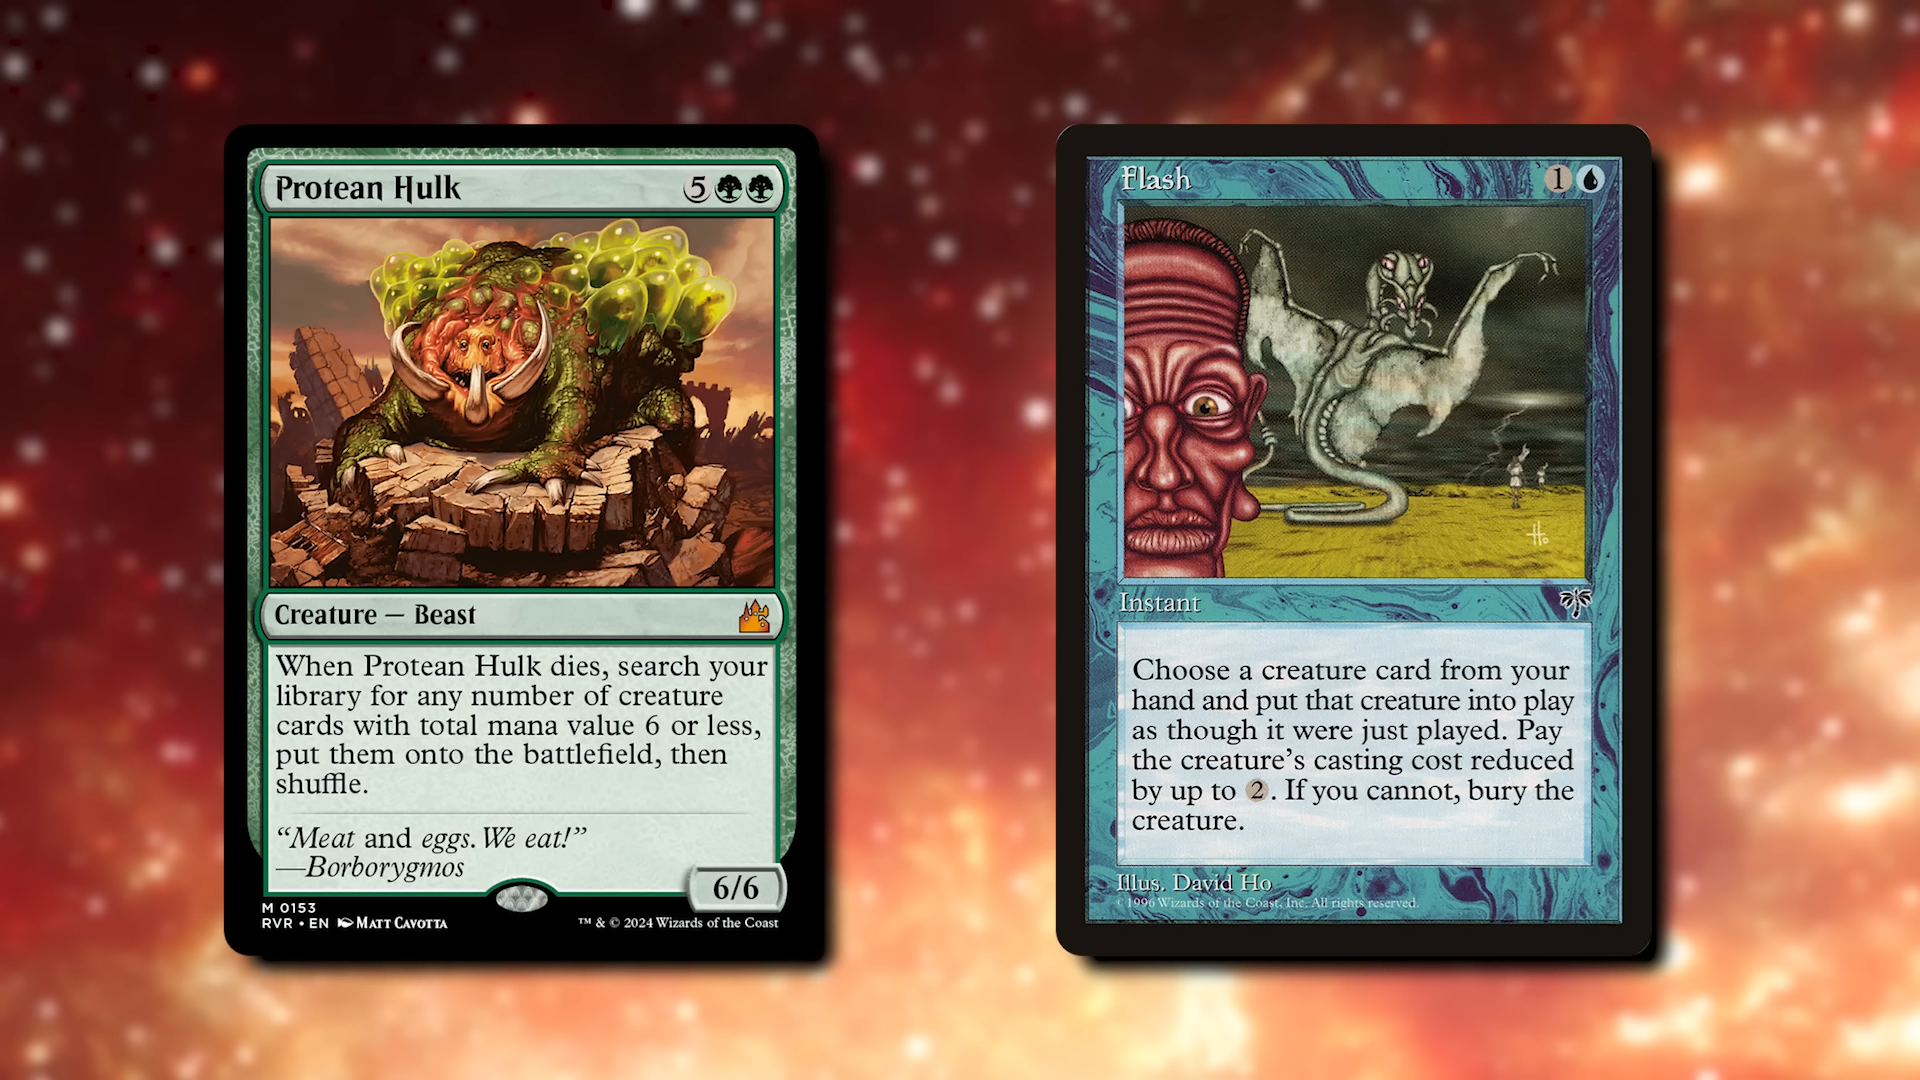 Protean Hulk 5
Creature — Beast
When Protean Hulk dies, search your
library for any number of creature
cards with total mana value 6 or less,
put them onto the battlefield, then
shuffle.
“Meat and eggs. We eat!”
—Borborygmos
6/6
M 0153
RVR • EN MATT CAVOTTA
™ & © 2024 Wizards of the Coast
Flash 1
Ho
Instant
Choose a creature card from your
hand and put that creature into play
as though it were just played. Pay
the creature’s casting cost reduced
by up to 2. If you cannot, bury the
creature.
Illus. David Ho
© 1996 Wizards of the Coast, Inc. All rights reserved.